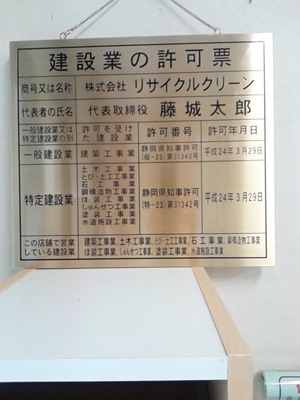 建設業の許可票
商号又は名称 株式会社 リサイクルクリーン
代表者の氏名 代表取締役 藤城太郎
一般建設業又は特定建設業の別 許可を受けた建設業 許可番号 許可年月日
一般建設業 建築工事業 静岡県知事許可(般-23)第31342号 平成24年3月29日
特定建設業
土木工事業
とび・土工工事業
石工事業
鋼構造物工事業
ほ装工事業
しゅんせつ工事業
塗装工事業
水道施設工事業
静岡県知事許可(特-23)第31342号 平成24年3月29日
この店舗で営業している建設業
建築工事業、土木工事業、とび・土工工事業、石工事業、鋼構造物工事業
ほ装工事業、しゅんせつ工事業、塗装工事業、水道施設工事業